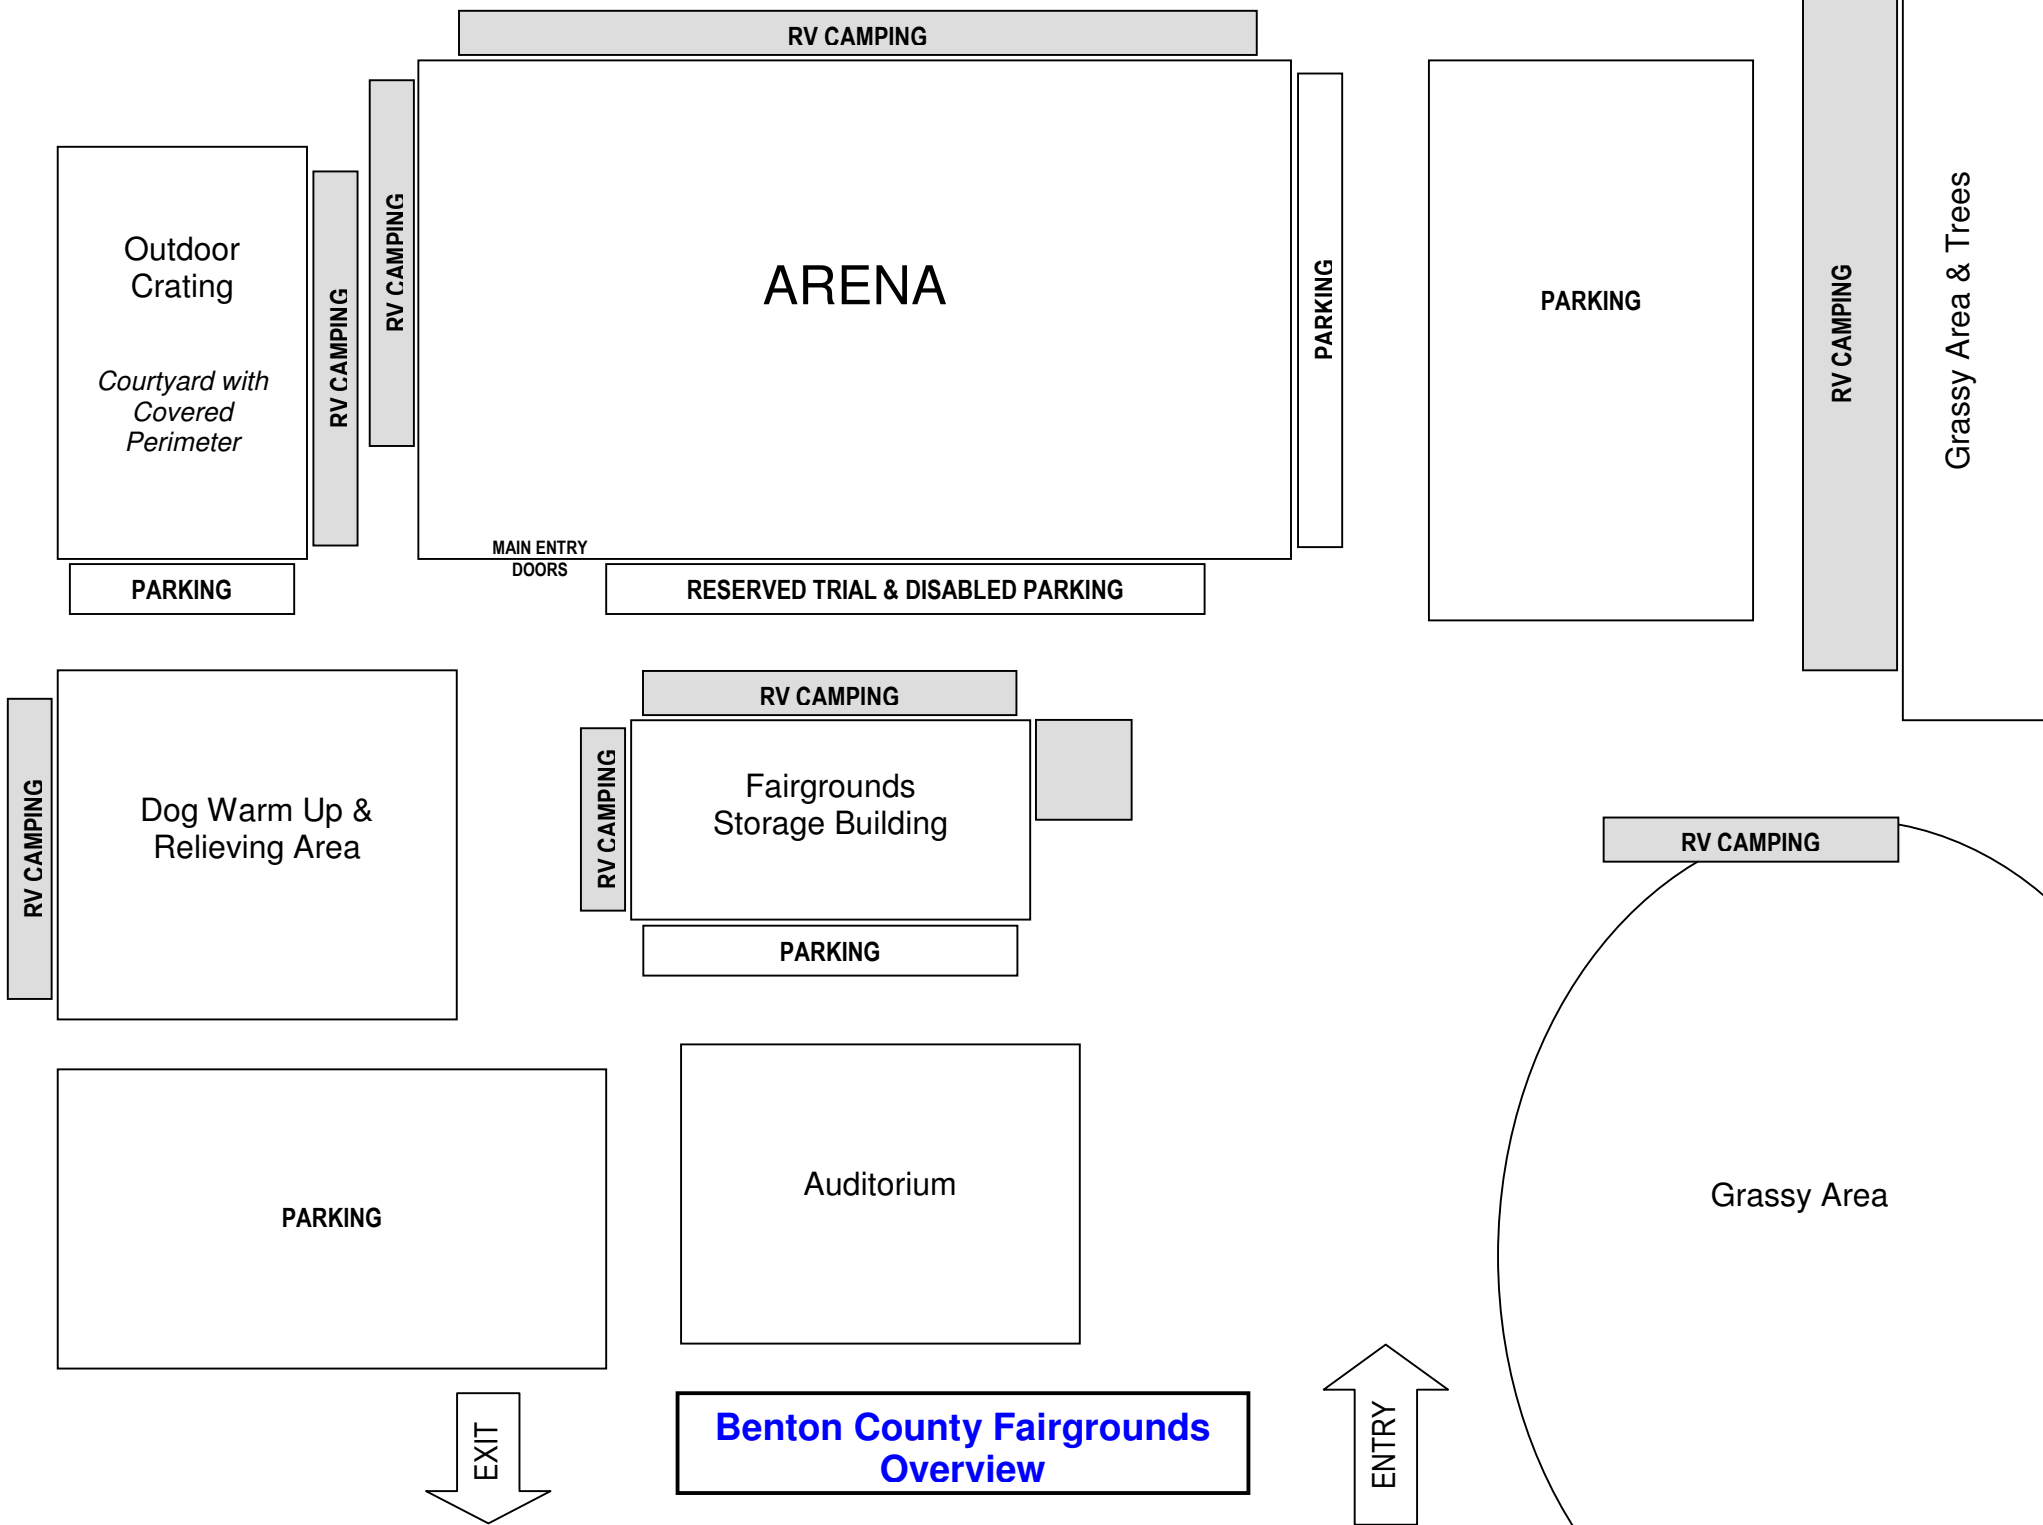 RV CAMPING
RV CAMPING
RV CAMPING
Outdoor
Crating
Courtyard with
Covered
Perimeter
ARENA
PARKING
PARKING
RV CAMPING
Grassy Area & Trees
MAIN ENTRY
DOORS
PARKING
RESERVED TRIAL & DISABLED PARKING
RV CAMPING
Dog Warm Up &
Relieving Area
RV CAMPING
RV CAMPING
Fairgrounds
Storage Building
PARKING
RV CAMPING
Grassy Area
PARKING
Auditorium
EXIT
Benton County Fairgrounds
Overview
ENTRY